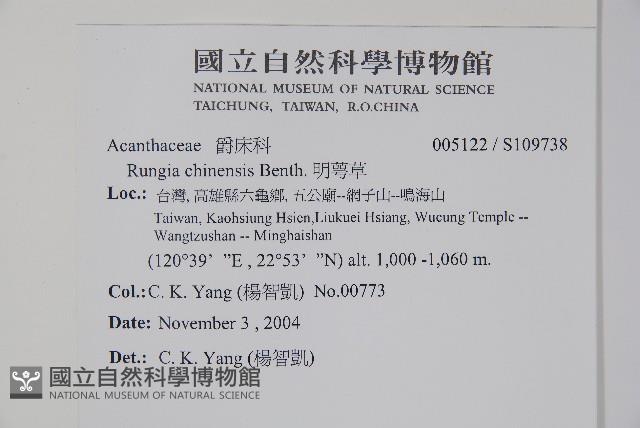 國立自然科學博物館
NATIONAL MUSEUM OF NATURAL SCIENCE
TAICHUNG, TAIWAN, R.O.CHINA
Acanthaceae 爵床科 005122 / S109738
Rungia chinensis Benth. 明萼草
Loc.: 台灣, 高雄縣六龜鄉, 五公廟--網子山--鳴海山
Taiwan, Kaohsiung Hsien,Liukuei Hsiang, Wucung Temple --
Wangtzushan -- Minghaishan
(120°39' "E , 22°53' "N) alt. 1,000 -1,060 m.
Col.:C. K. Yang (楊智凱) No.00773
Date: November 3 , 2004
Det.: C. K. Yang (楊智凱)
國立自然科學博物館
NATIONAL MUSEUM OF NATURAL SCIENCE